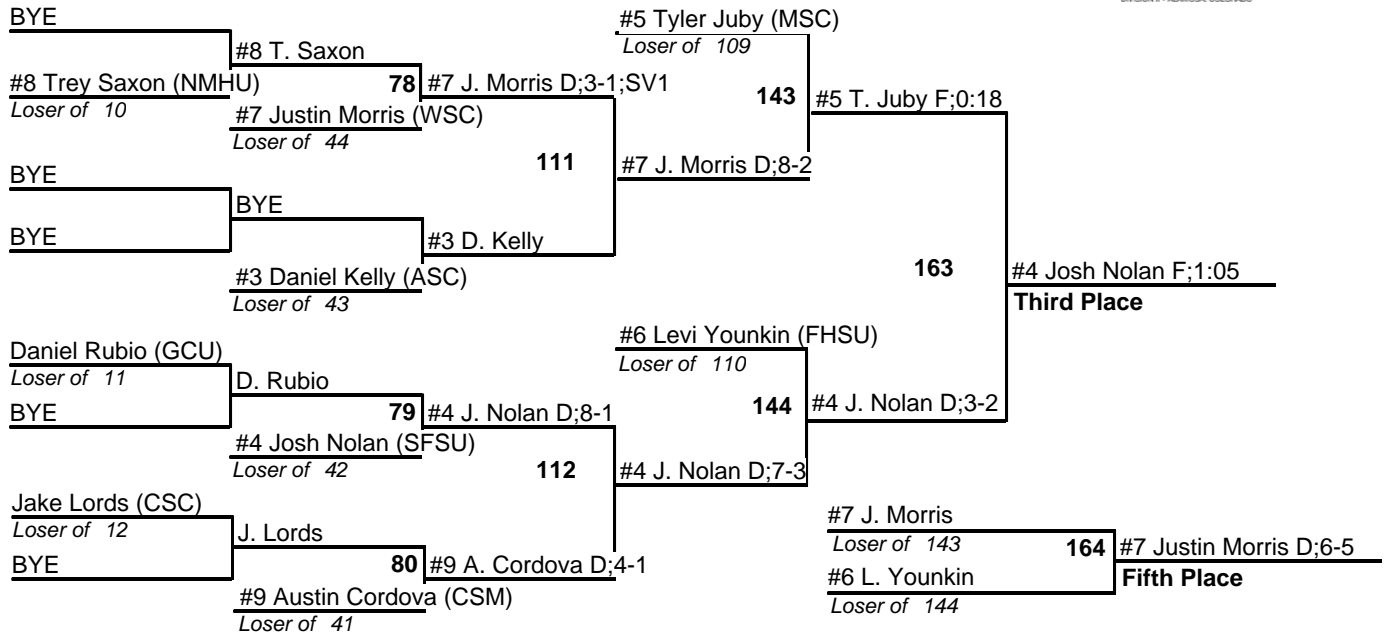 BYE
#8 T. Saxon
#8 Trey Saxon (NMHU)
Loser of 10
78
#7 J. Morris D;3-1;SV1
#7 Justin Morris (WSC)
Loser of 44
BYE
BYE
BYE
#3 D. Kelly
#3 Daniel Kelly (ASC)
Loser of 43
111
#5 Tyler Juby (MSC)
Loser of 109
143
#5 T. Juby F;0:18
#7 J. Morris D;8-2
163
#4 Josh Nolan F;1:05
Third Place
Daniel Rubio (GCU)
Loser of 11
D. Rubio
BYE
79
#4 J. Nolan D;8-1
#4 Josh Nolan (SFSU)
Loser of 42
112
#6 Levi Younkin (FHSU)
Loser of 110
144
#4 J. Nolan D;3-2
#4 J. Nolan D;7-3
Jake Lords (CSC)
Loser of 12
J. Lords
BYE
80
#9 A. Cordova D;4-1
#9 Austin Cordova (CSM)
Loser of 41
#7 J. Morris
Loser of 143
164
#7 Justin Morris D;6-5
#6 L. Younkin
Fifth Place
Loser of 144